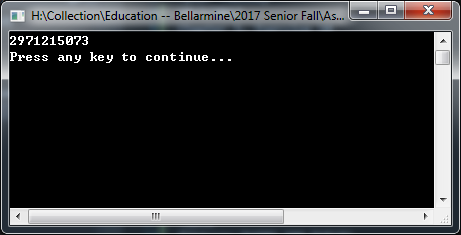 H:\Collection\Education -- Bellarmine\2017 Senior Fall\As...
2971215073
Press any key to continue...